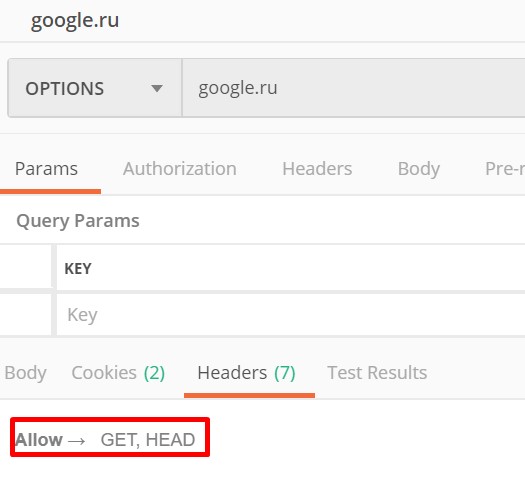 google.ru
OPTIONS google.ru
Params Authorization Headers Body Pre-r
Query Params
KEY
Key
Body Cookies (2) Headers (7) Test Results
Allow → GET, HEAD